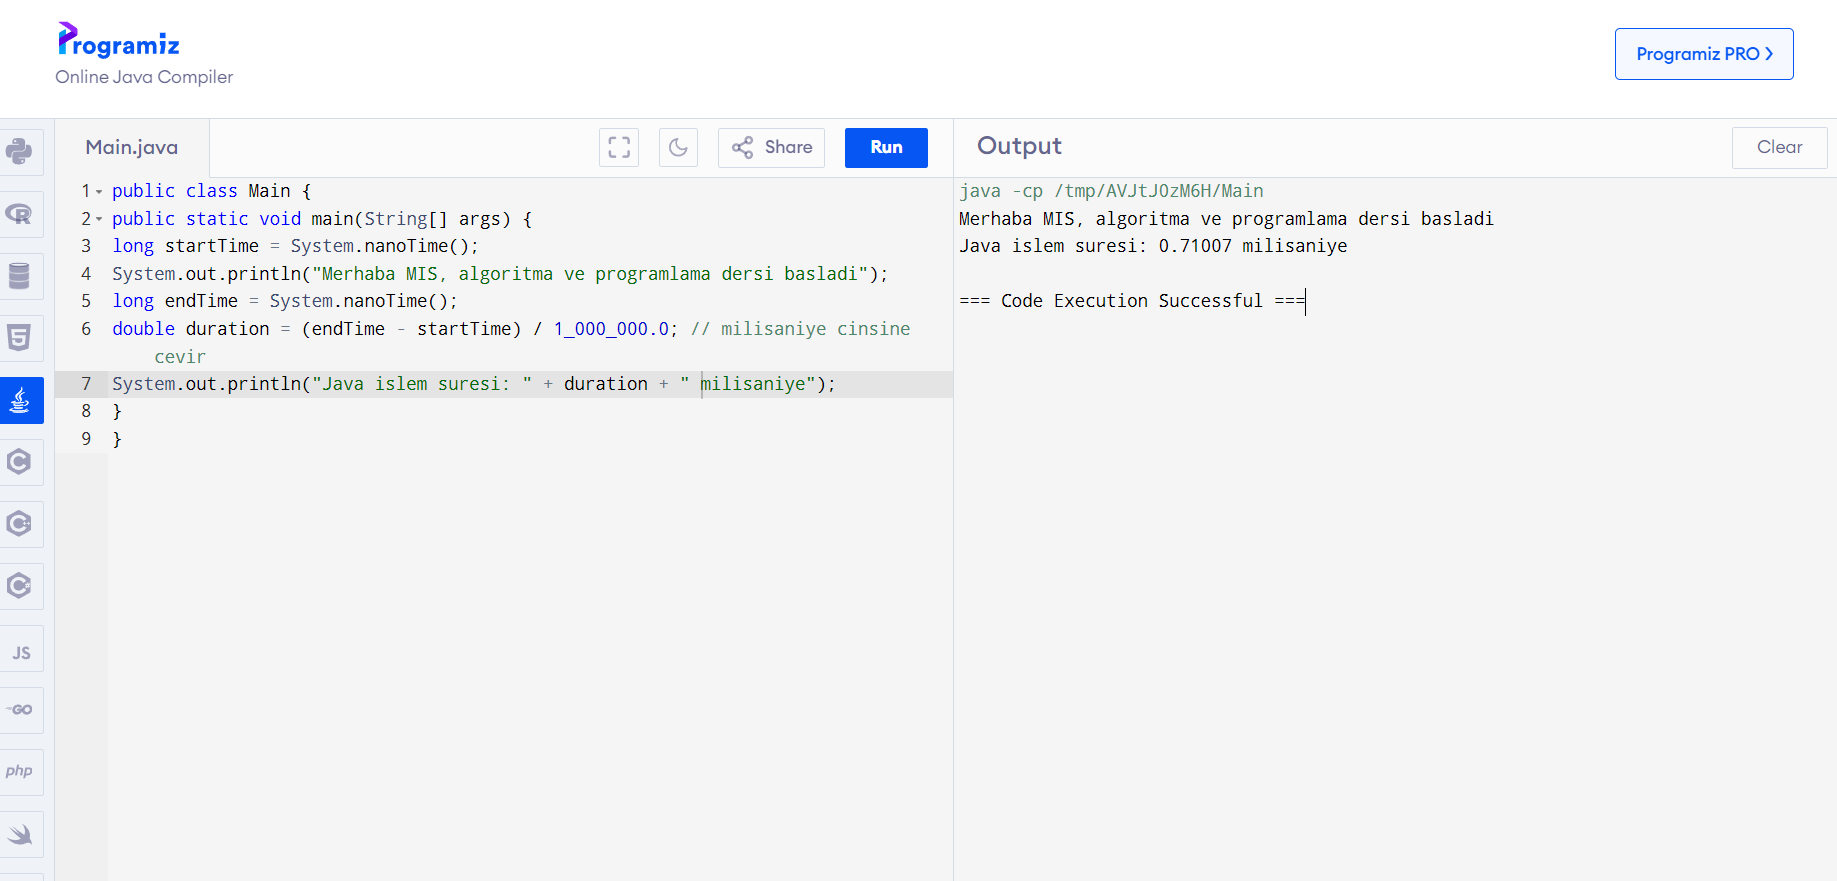 Programiz
Online Java Compiler
Programiz PRO >
Main.java
Share
Run
Output
Clear
1 public class Main {
2 public static void main(String[] args) {
3 long startTime = System.nanoTime();
4 System.out.println("Merhaba MIS, algoritma ve programlama dersi basladi");
5 long endTime = System.nanoTime();
6 double duration = (endTime - startTime) / 1_000_000.0; // milisaniye cinsine
cevir
7 System.out.println("Java islem suresi: " + duration + " milisaniye");
8 }
9 }
java -cp /tmp/AVJtJ0zM6H/Main
Merhaba MIS, algoritma ve programlama dersi basladi
Java islem suresi: 0.71007 milisaniye
=== Code Execution Successful ===
R
5
C
C++
C#
JS
GO
php